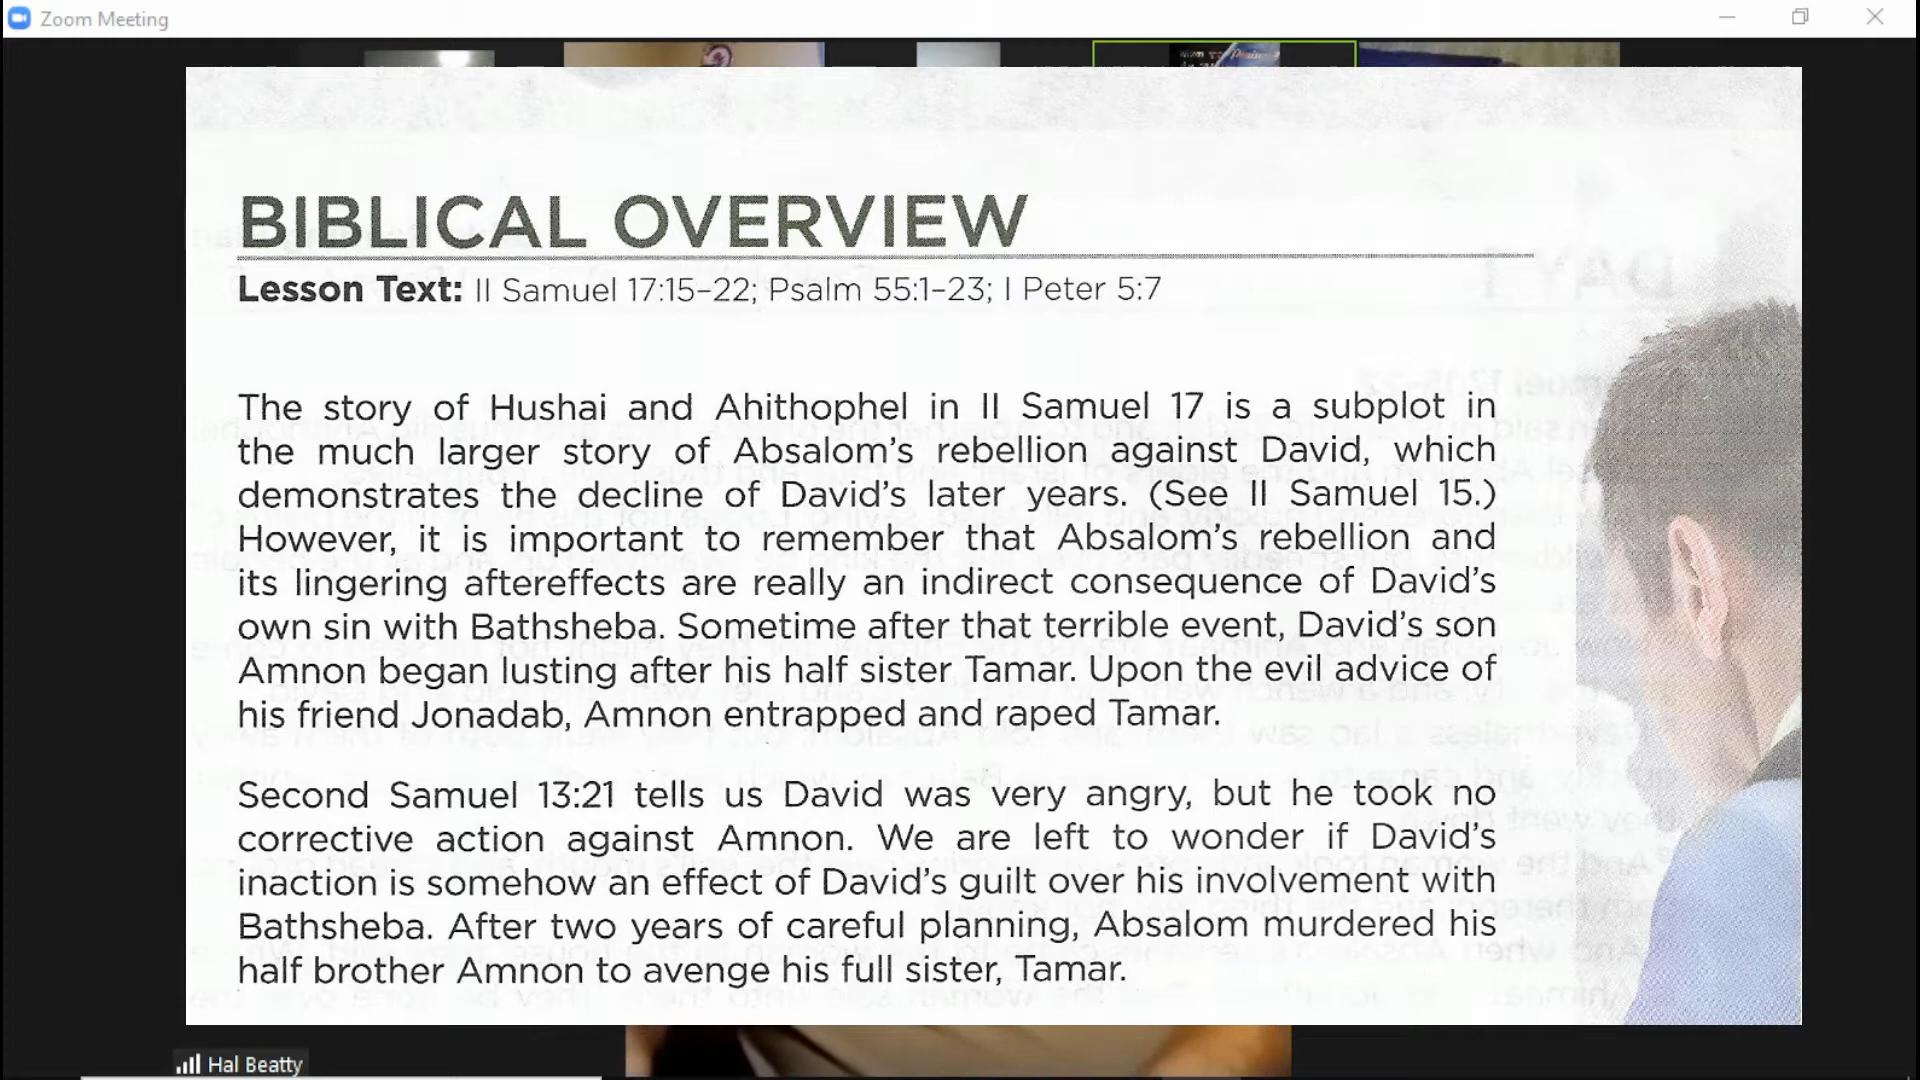 Zoom Meeting
BIBLICAL OVERVIEW
Lesson Text: II Samuel 17:15–22; Psalm 55:1–23; I Peter 5:7
The story of Hushai and Ahithophel in II Samuel 17 is a subplot in
the much larger story of Absalom's rebellion against David, which
demonstrates the decline of David's later years. (See II Samuel 15.)
However, it is important to remember that Absalom's rebellion and
its lingering aftereffects are really an indirect consequence of David's
own sin with Bathsheba. Sometime after that terrible event, David's son
Amnon began lusting after his half sister Tamar. Upon the evil advice of
his friend Jonadab, Amnon entrapped and raped Tamar.
Second Samuel 13:21 tells us David was very angry, but he took no
corrective action against Amnon. We are left to wonder if David's
inaction is somehow an effect of David's guilt over his involvement with
Bathsheba. After two years of careful planning, Absalom murdered his
half brother Amnon to avenge his full sister, Tamar.
Hal Beatty